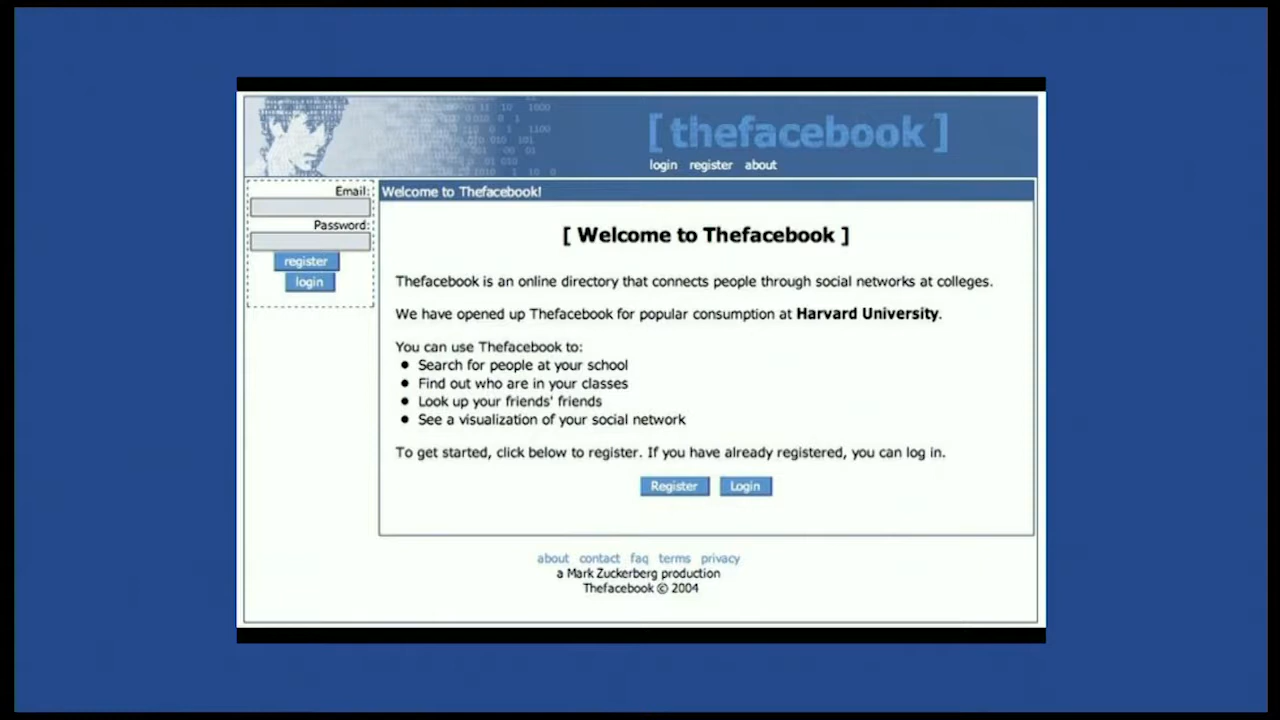 [ thefacebook ]
login register about
Email:
Password:
register
login
Welcome to Thefacebook!
[ Welcome to Thefacebook ]
Thefacebook is an online directory that connects people through social networks at colleges.
We have opened up Thefacebook for popular consumption at Harvard University.
You can use Thefacebook to:
● Search for people at your school
● Find out who are in your classes
● Look up your friends' friends
● See a visualization of your social network
To get started, click below to register. If you have already registered, you can log in.
Register Login
about contact faq terms privacy
a Mark Zuckerberg production
Thefacebook © 2004